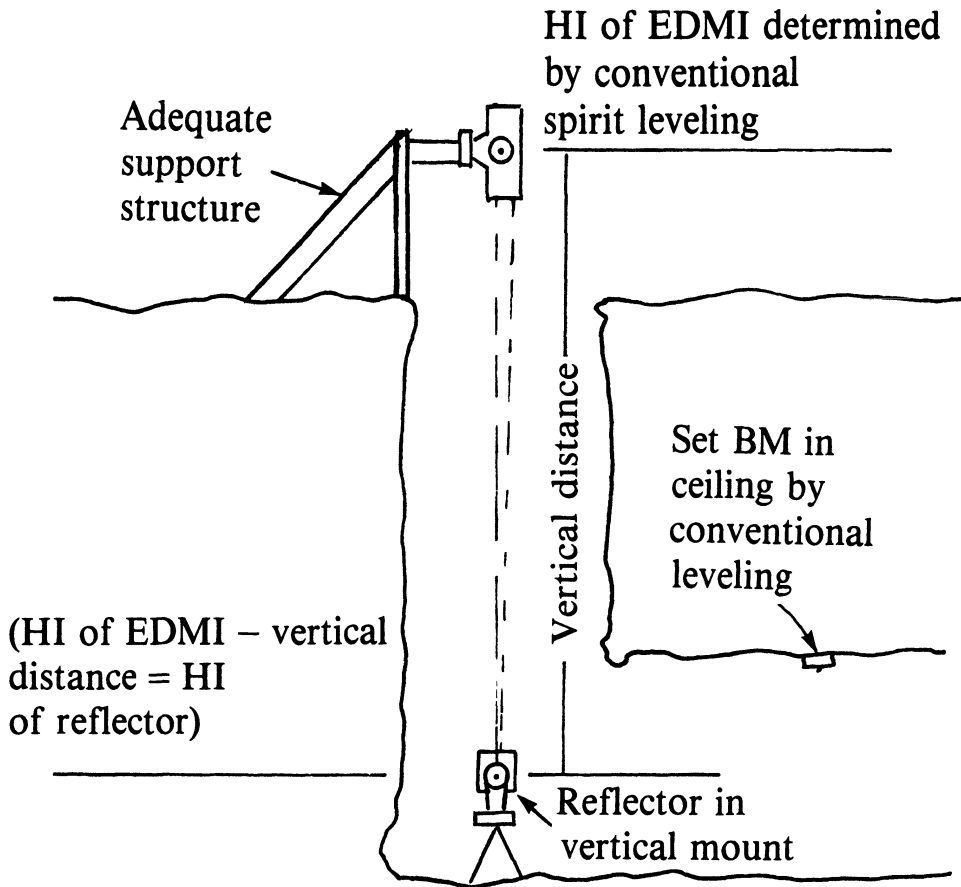 HI of EDMI determined
by conventional
spirit leveling
Adequate
support
structure
Vertical distance
Set BM in
ceiling by
conventional
leveling
(HI of EDMI – vertical
distance = HI
of reflector)
Reflector in
vertical mount